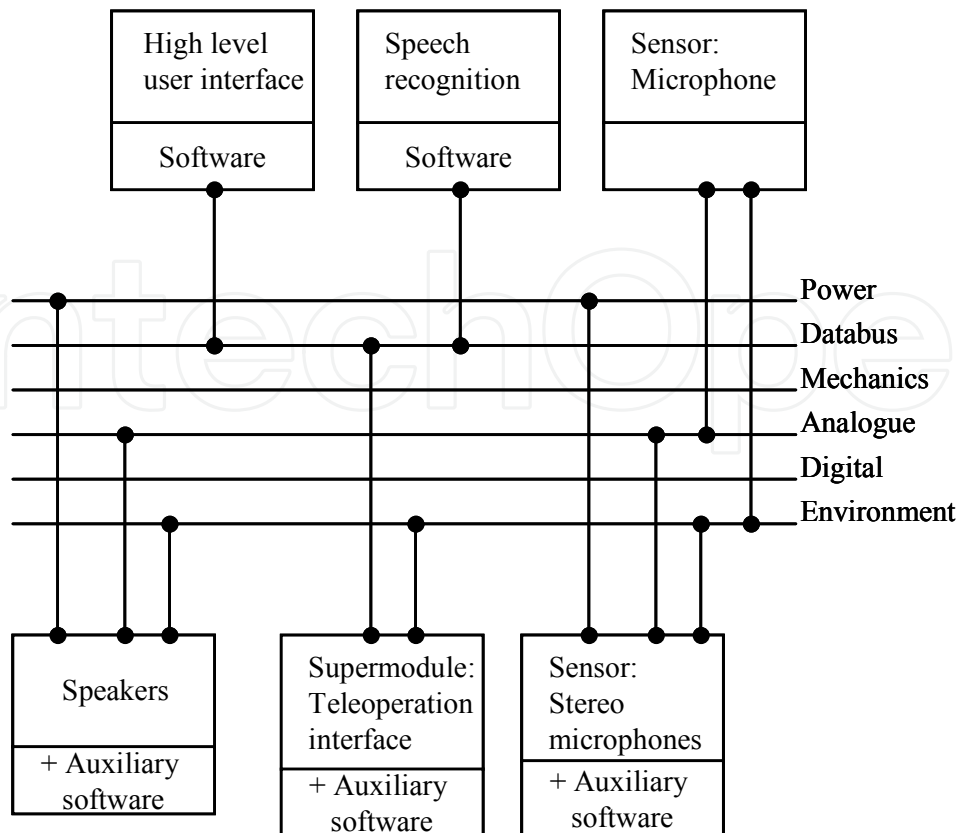 High level
user interface
Software
Speech
recognition
Software
Sensor:
Microphone
Power
Databus
Mechanics
Analogue
Digital
Environment
Speakers
+ Auxiliary
software
Supermodule:
Teleoperation
interface
+ Auxiliary
software
Sensor:
Stereo
microphones
+ Auxiliary
software
ntechOpe